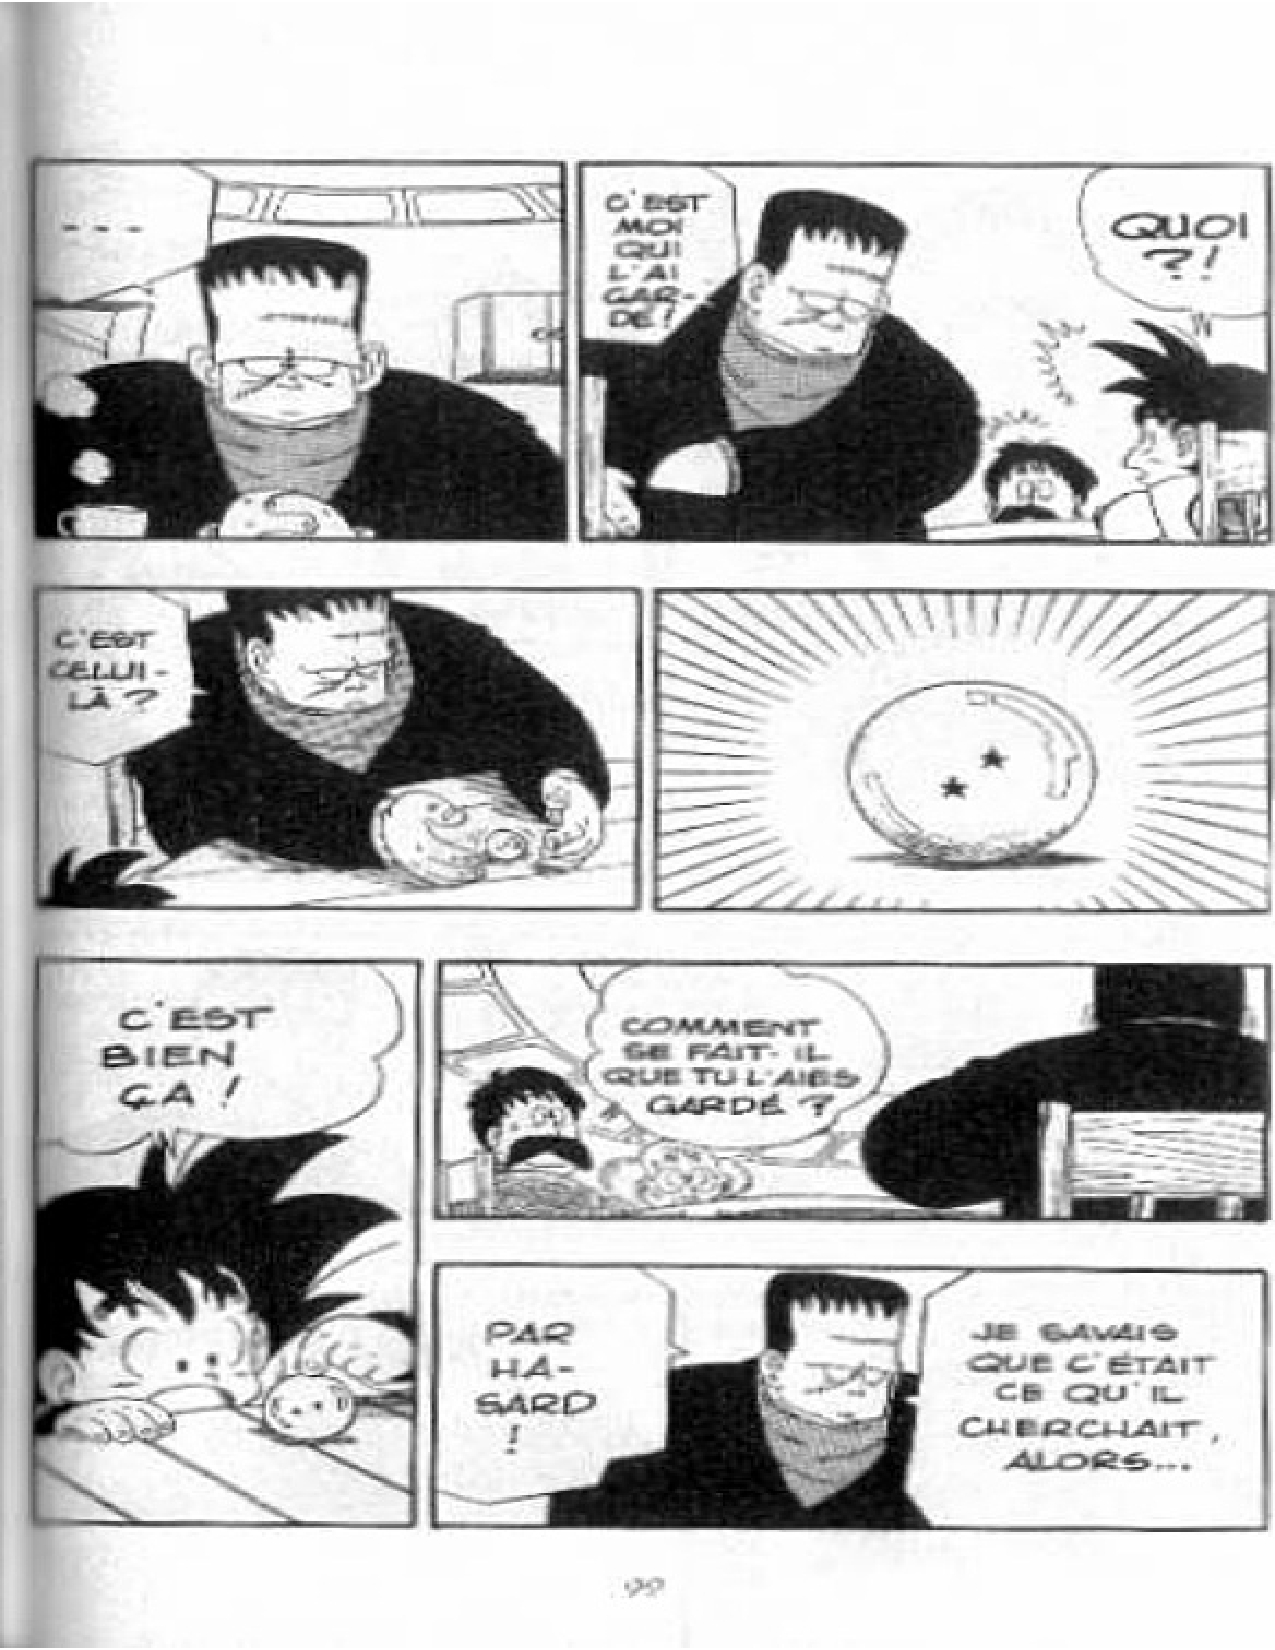 ....
C'EST
MOI
QUI
L'AI
GAR-
DÉ!
QUOI
?!
C'EST
CELUI-
LÀ ?
C'EST
BIEN
ÇA !
COMMENT
SE FAIT-IL
QUE TU L'AIES
GARDÉ ?
PAR
HA-
SARD
!
JE SAVAIS
QUE C'ÉTAIT
CE QU'IL
CHERCHAIT,
ALORS...